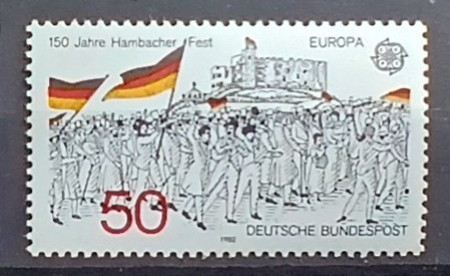 150 Jahre Hambacher Fest EUROPA
50
DEUTSCHE BUNDESPOST
1982